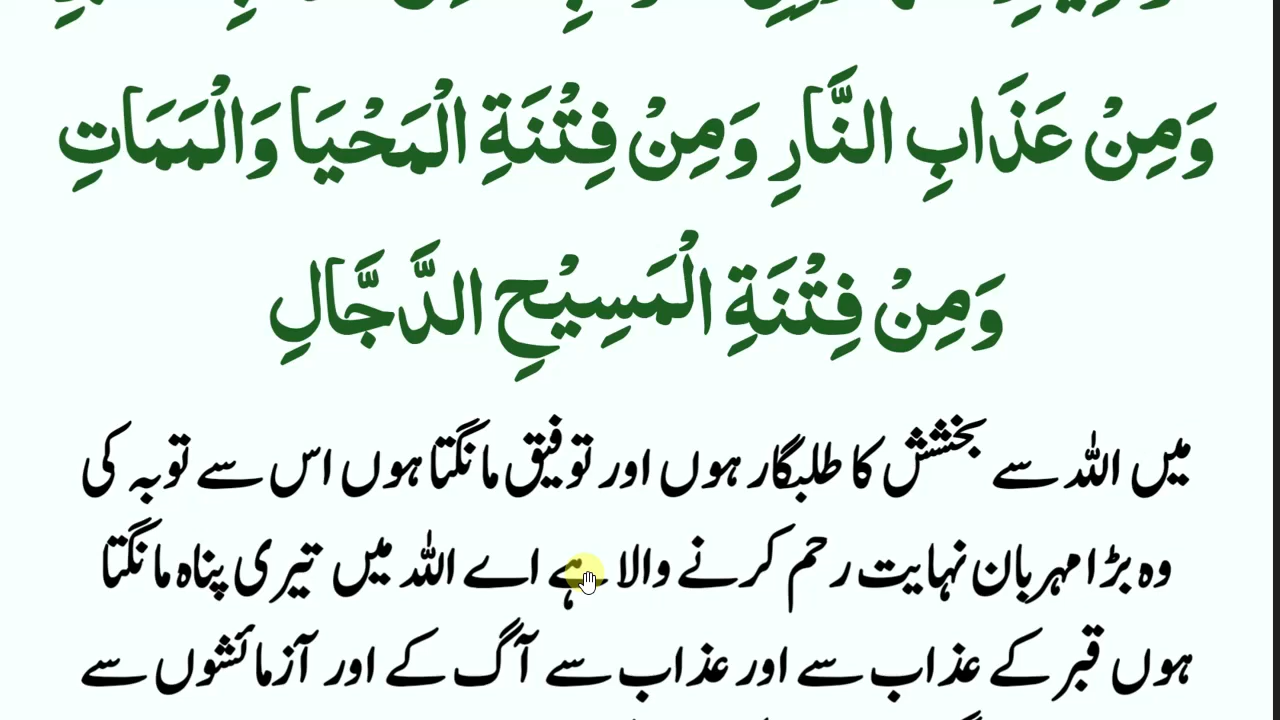 وَمِنْ عَذَابِ النَّارِ وَمِنْ فِتْنَةِ الْمَحْيَا وَالْمَمَاتِ
وَمِنْ فِتْنَةِ الْمَسِيْحِ الدَّجَّالِ
میں اللہ سے بخشش کا طلبگار ہوں اور توفیق مانگتا ہوں اس سے توبہ کی
وہ بڑا مہربان نہایت رحم کرنے والا ہے اے اللہ میں تیری پناہ مانگتا
ہوں قبر کے عذاب سے اور عذاب سے آگ کے اور آزمائشوں سے